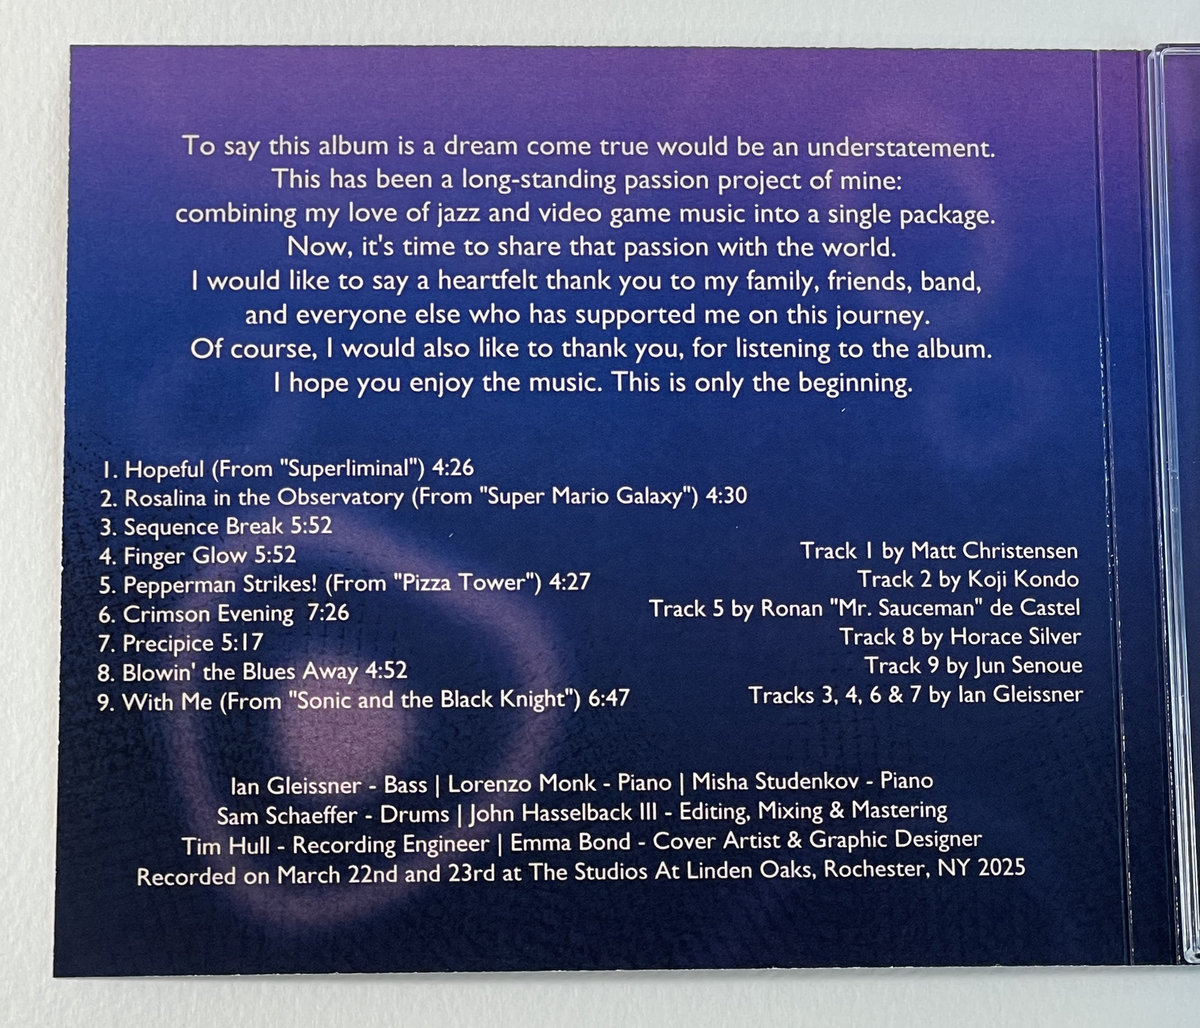 To say this album is a dream come true would be an understatement.
This has been a long-standing passion project of mine:
combining my love of jazz and video game music into a single package.
Now, it's time to share that passion with the world.
I would like to say a heartfelt thank you to my family, friends, band,
and everyone else who has supported me on this journey.
Of course, I would also like to thank you, for listening to the album.
I hope you enjoy the music. This is only the beginning.
1. Hopeful (From "Superliminal") 4:26
2. Rosalina in the Observatory (From "Super Mario Galaxy") 4:30
3. Sequence Break 5:52
4. Finger Glow 5:52
5. Pepperman Strikes! (From "Pizza Tower") 4:27
6. Crimson Evening 7:26
7. Precipice 5:17
8. Blowin' the Blues Away 4:52
9. With Me (From "Sonic and the Black Knight") 6:47
Track 1 by Matt Christensen
Track 2 by Koji Kondo
Track 5 by Ronan "Mr. Sauceman" de Castel
Track 8 by Horace Silver
Track 9 by Jun Senoue
Tracks 3, 4, 6 & 7 by Ian Gleissner
Ian Gleissner - Bass | Lorenzo Monk - Piano | Misha Studenkov - Piano
Sam Schaeffer - Drums | John Hasselback III - Editing, Mixing & Mastering
Tim Hull - Recording Engineer | Emma Bond - Cover Artist & Graphic Designer
Recorded on March 22nd and 23rd at The Studios At Linden Oaks, Rochester, NY 2025